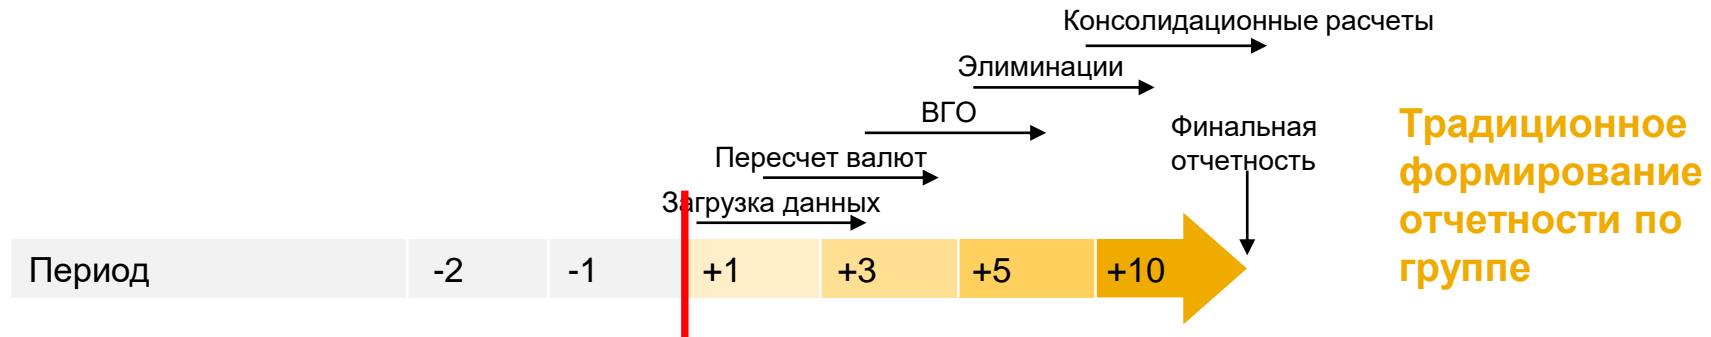 Консолидационные расчеты
Элиминации
ВГО
Пересчет валют
Загрузка данных
Финальная
отчетность
Традиционное
формирование
отчетности по
группе
Период -2 -1 +1 +3 +5 +10